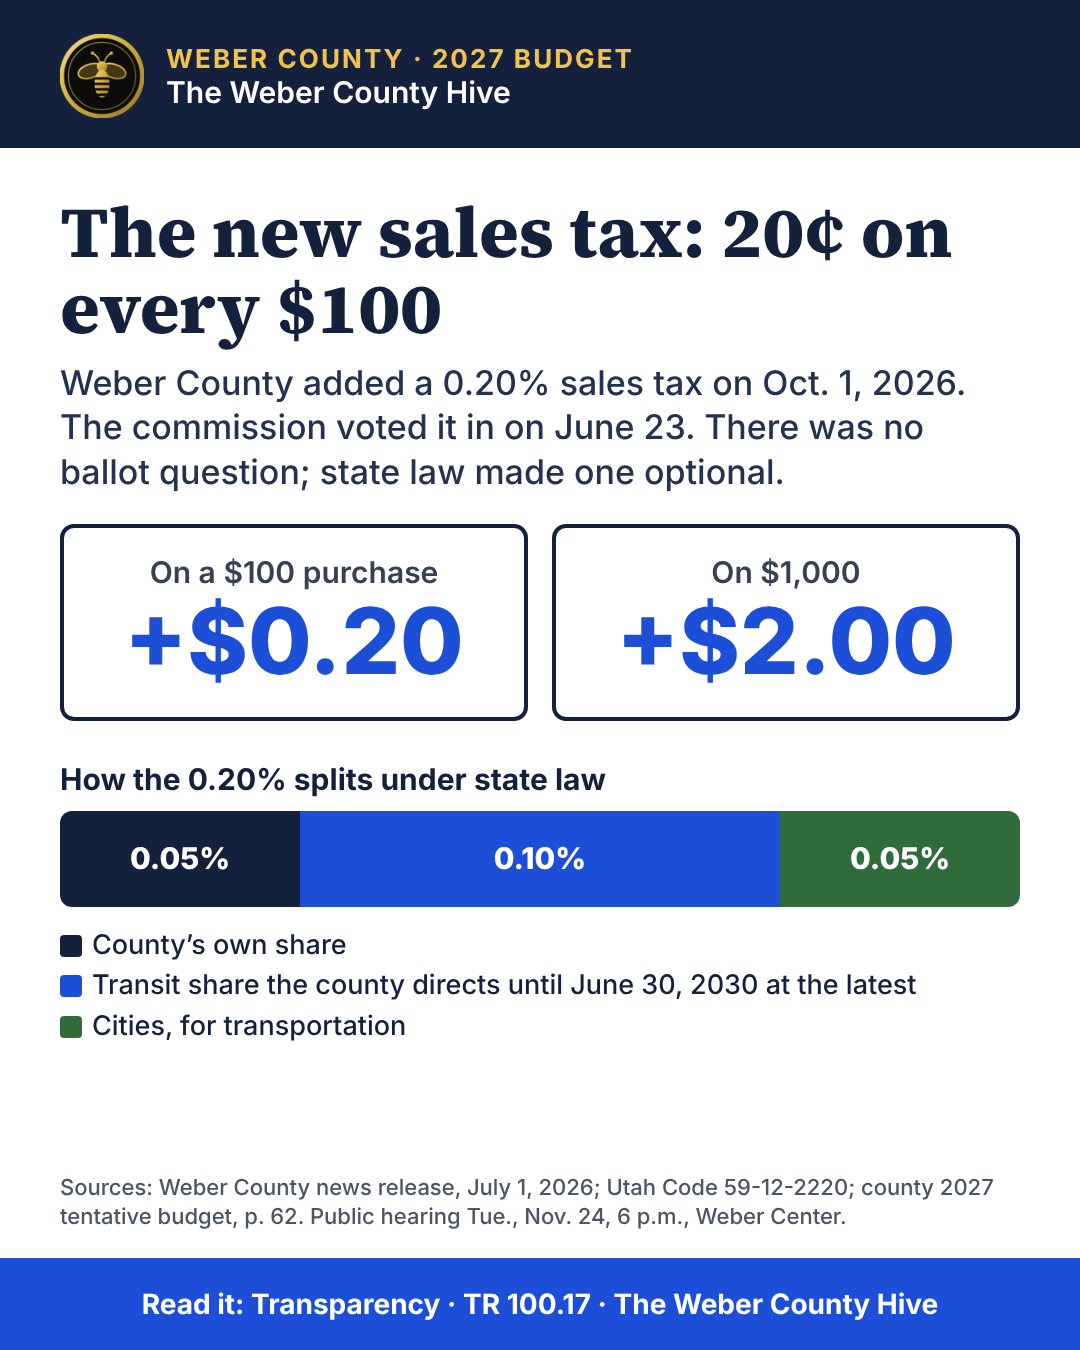 WEBER COUNTY · 2027 BUDGET
The Weber County Hive
The new sales tax: 20¢ on
every $100
Weber County added a 0.20% sales tax on Oct. 1, 2026.
The commission voted it in on June 23. There was no
ballot question; state law made one optional.
On a $100 purchase
+$0.20
On $1,000
+$2.00
How the 0.20% splits under state law
0.05%
0.10%
0.05%
County’s own share
Transit share the county directs until June 30, 2030 at the latest
Cities, for transportation
Sources: Weber County news release, July 1, 2026; Utah Code 59-12-2220; county 2027
tentative budget, p. 62. Public hearing Tue., Nov. 24, 6 p.m., Weber Center.
Read it: Transparency · TR 100.17 · The Weber County Hive